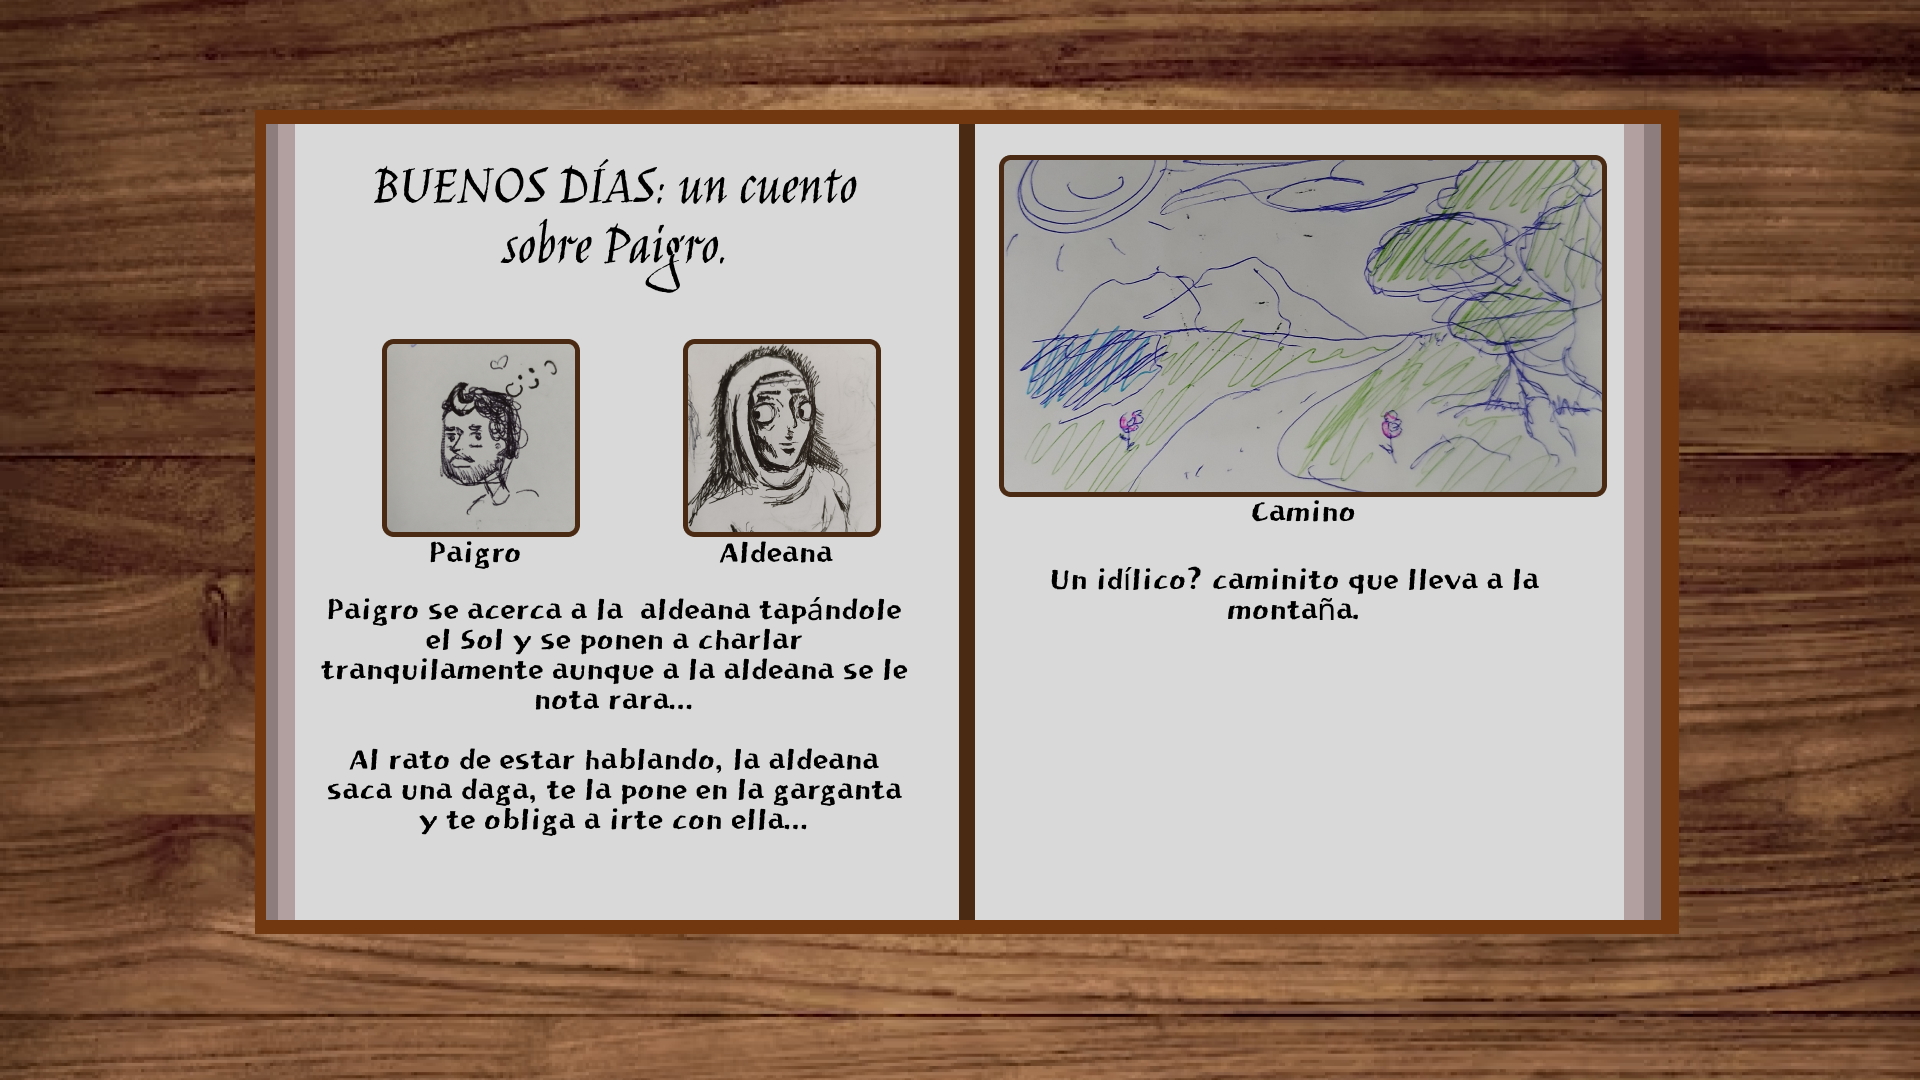 BUENOS DÍAS: un cuento
sobre Paigro.
Paigro
Aldeana
Paigro se acerca a la  aldeana tapándole
el Sol y se ponen a charlar
tranquilamente aunque a la aldeana se le
nota rara...
Al rato de estar hablando, la aldeana
saca una daga, te la pone en la garganta
y te obliga a irte con ella...
Camino
Un idílico? caminito que lleva a la
montaña.